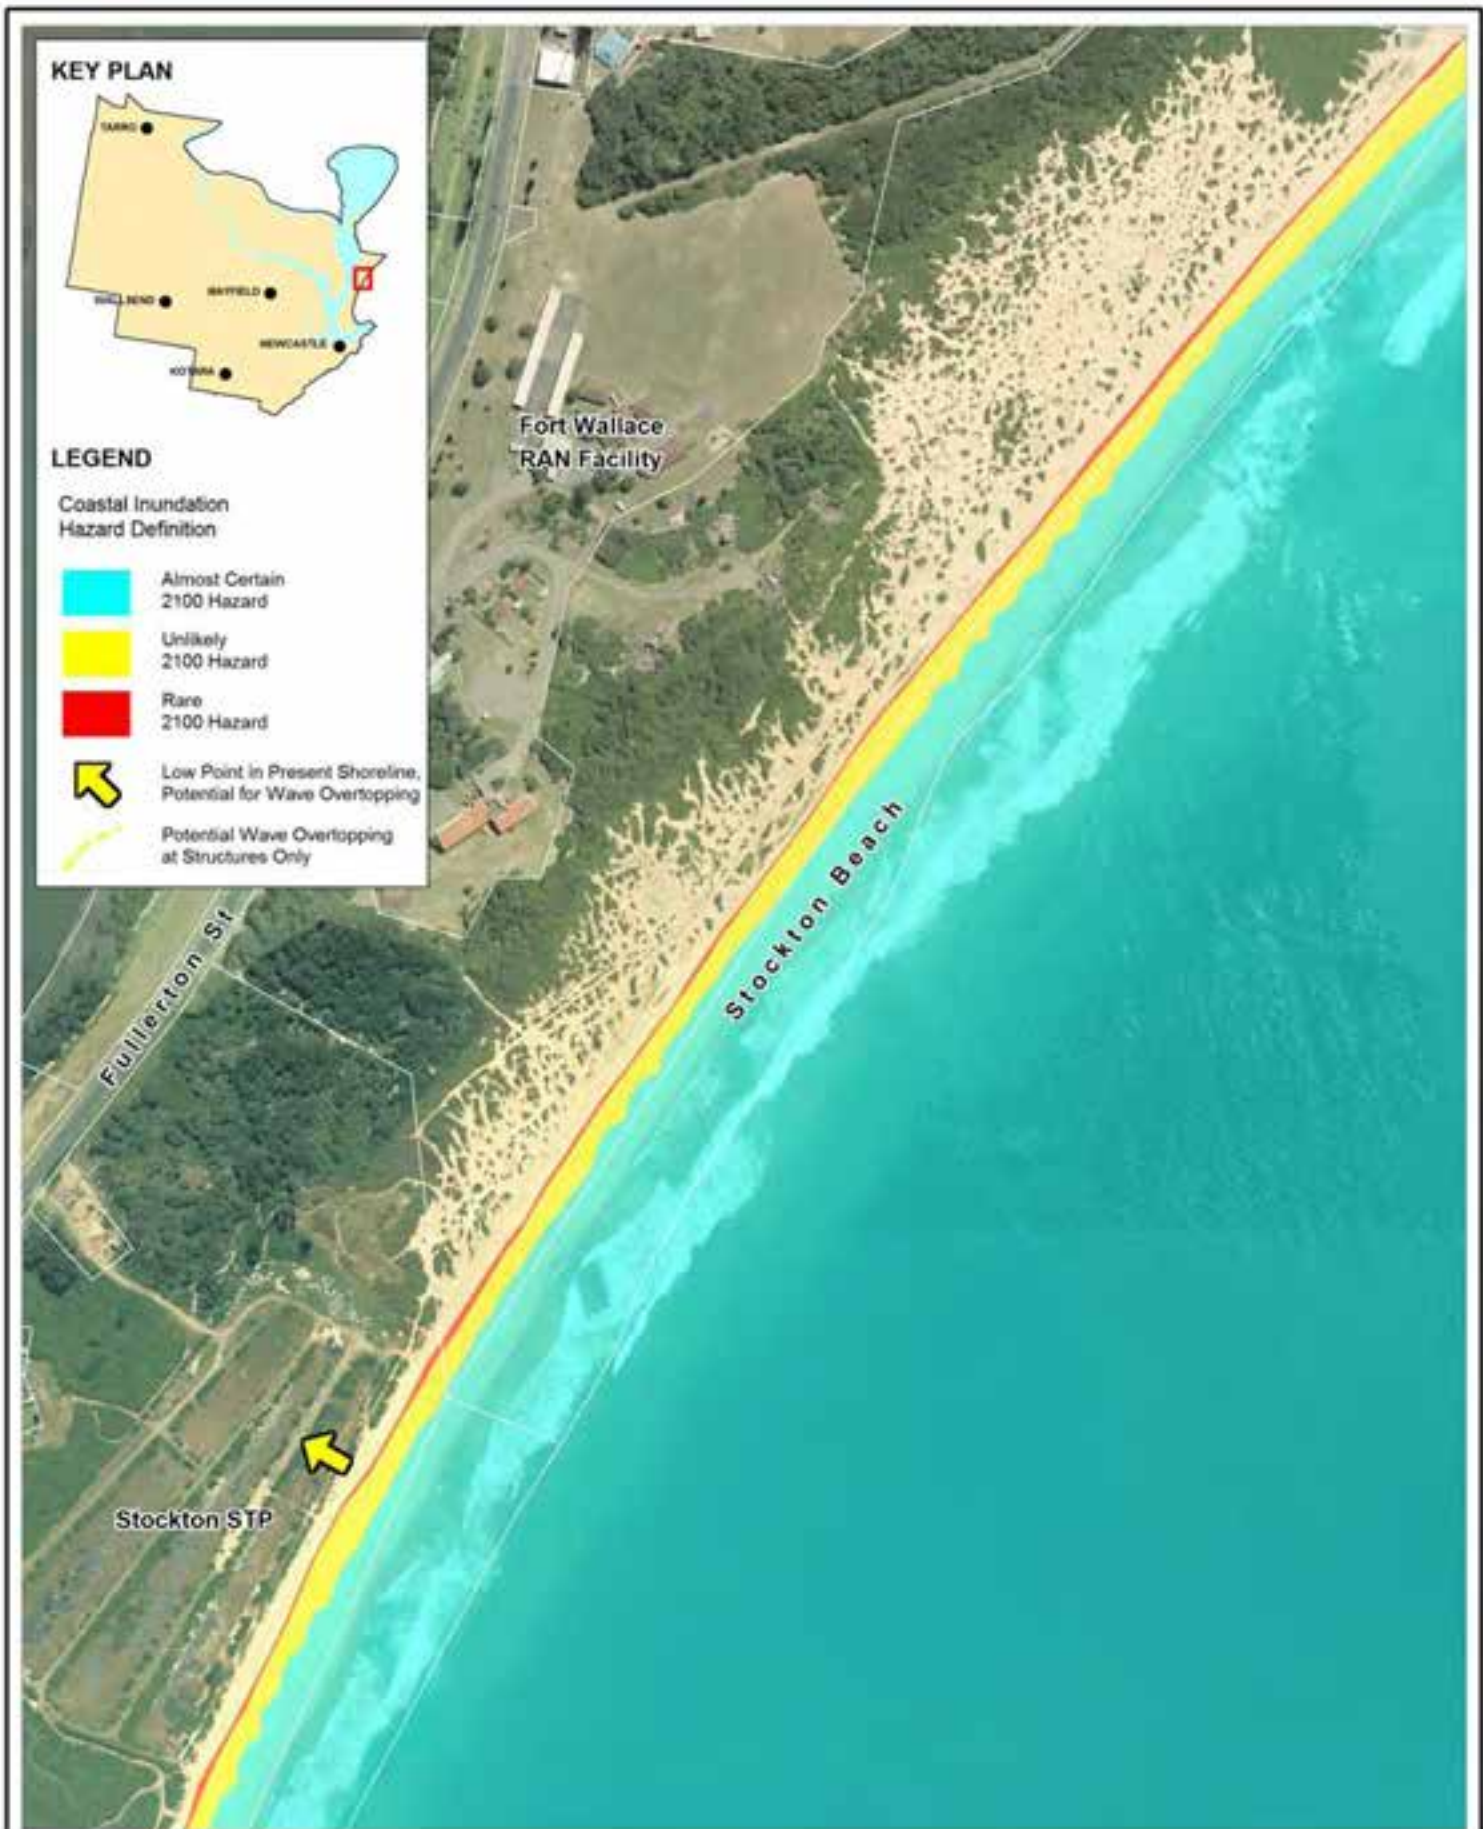 KEY PLAN
TARRO
WALLSEND
MAYFIELD
NEWCASTLE
KOTARA
LEGEND
Coastal Inundation
Hazard Definition
Almost Certain
2100 Hazard
Unlikely
2100 Hazard
Rare
2100 Hazard
Low Point in Present Shoreline,
Potential for Wave Overtopping
Potential Wave Overtopping
at Structures Only
Fort Wallace
RAN Facility
Stockton Beach
Fullerton St
Stockton STP